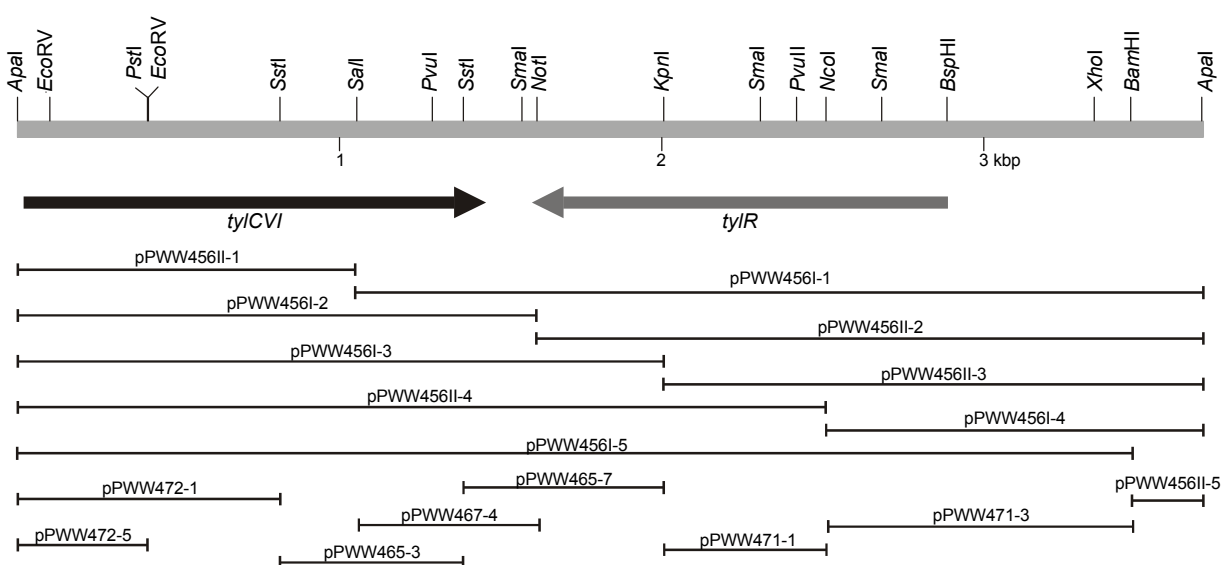 ApaI EcoRV PstI EcoRV SstI SalI PvuI SstI SmaI NotI KpnI SmaI PvuII NcoI SmaI BspHI XhoI BamHI ApaI
1 2 3 kbp
tylCVI tylR
pPWW456II-1
pPWW456I-1
pPWW456I-2
pPWW456II-2
pPWW456I-3
pPWW456II-3
pPWW456II-4
pPWW456I-4
pPWW456I-5
pPWW472-1 pPWW465-7 pPWW456II-5
pPWW467-4 pPWW471-3
pPWW472-5 pPWW465-3 pPWW471-1